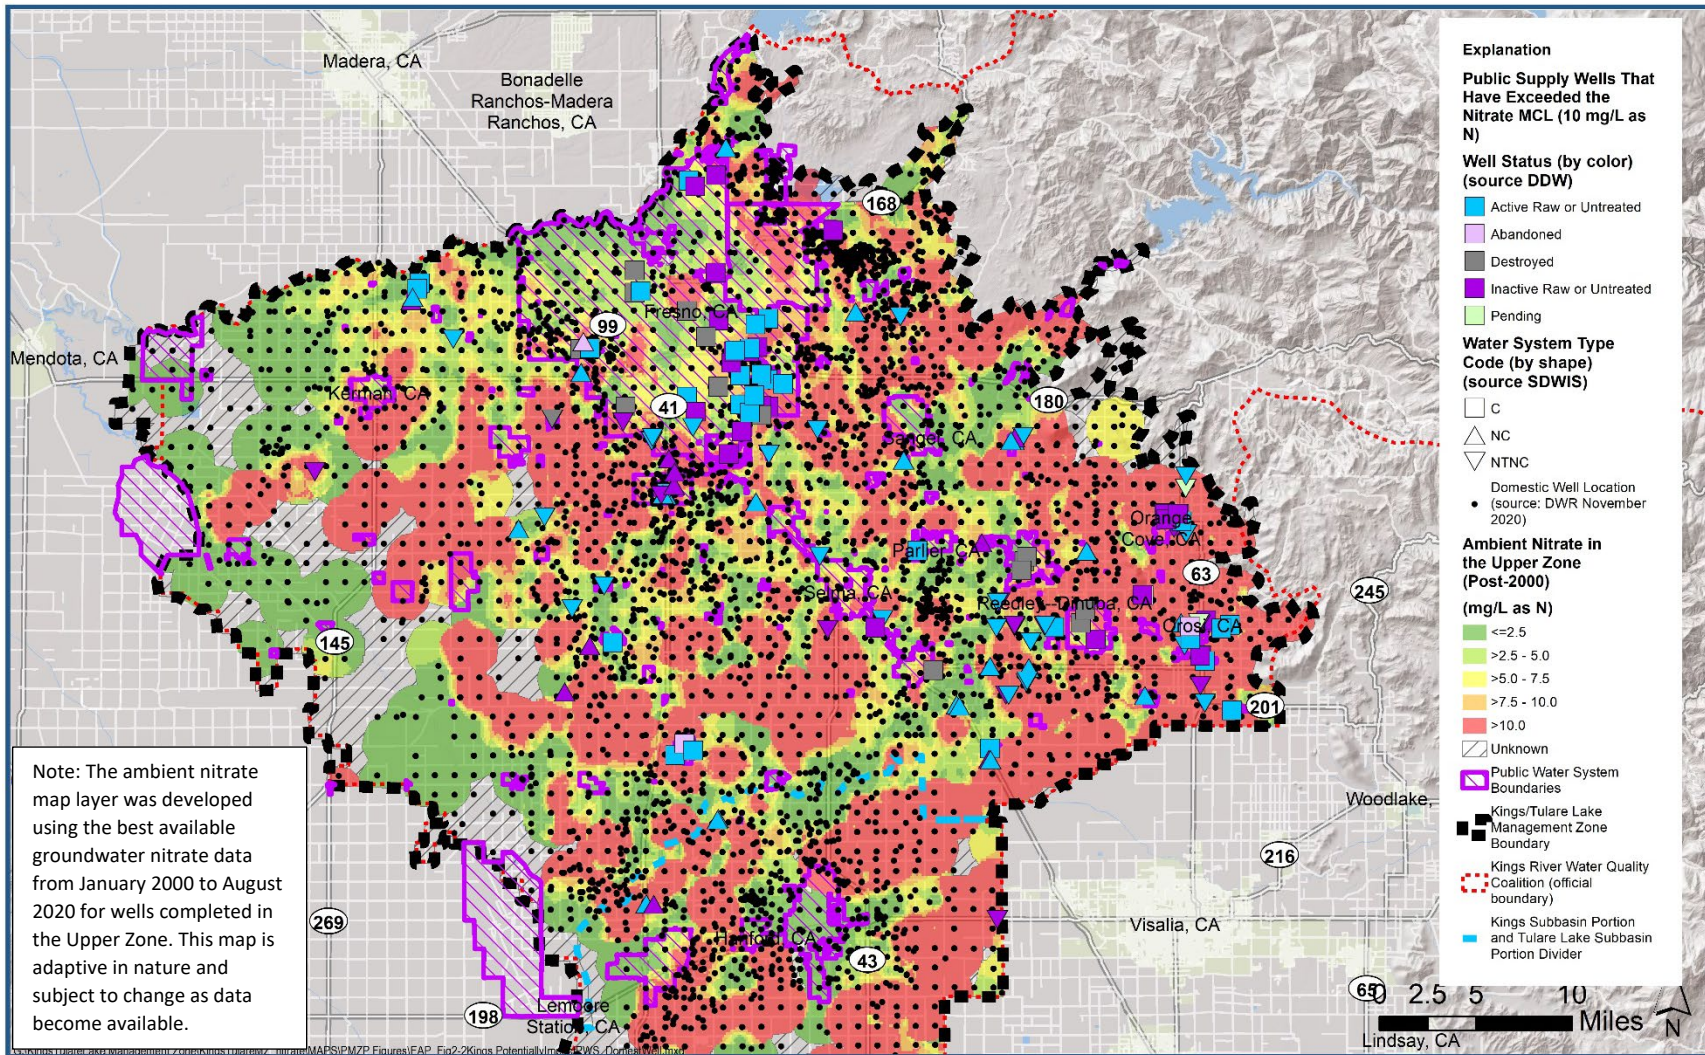 Madera, CA
Bonadelle
Ranchos-Madera
Ranchos, CA
168
Mendota, CA
99
Fresno, CA
Kerman, CA
41
180
Sanger, CA
Orange
Cove, CA
Parlier, CA
63
Selma, CA
Reedley--Dinuba, CA
245
145
Orosi, CA
201
Woodlake,
216
269
Visalia, CA
Hanford, CA
43
198
Lemoore
Station, CA
65
Lindsay, CA
Explanation
Public Supply Wells That
Have Exceeded the
Nitrate MCL (10 mg/L as
N)
Well Status (by color)
(source DDW)
Active Raw or Untreated
Abandoned
Destroyed
Inactive Raw or Untreated
Pending
Water System Type
Code (by shape)
(source SDWIS)
C
NC
NTNC
Domestic Well Location
(source: DWR November
2020)
Ambient Nitrate in
the Upper Zone
(Post-2000)
(mg/L as N)
<=2.5
>2.5 - 5.0
>5.0 - 7.5
>7.5 - 10.0
>10.0
Unknown
Public Water System
Boundaries
Kings/Tulare Lake
Management Zone
Boundary
Kings River Water Quality
Coalition (official
boundary)
Kings Subbasin Portion
and Tulare Lake Subbasin
Portion Divider
0 2.5 5 10
Miles
N
Note: The ambient nitrate
map layer was developed
using the best available
groundwater nitrate data
from January 2000 to August
2020 for wells completed in
the Upper Zone. This map is
adaptive in nature and
subject to change as data
become available.